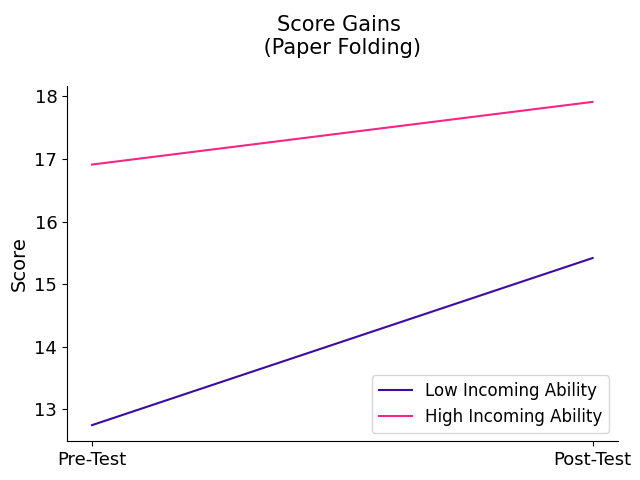 Score Gains
(Paper Folding)
Score
18
17
16
15
14
13
Low Incoming Ability
High Incoming Ability
Pre-Test
Post-Test